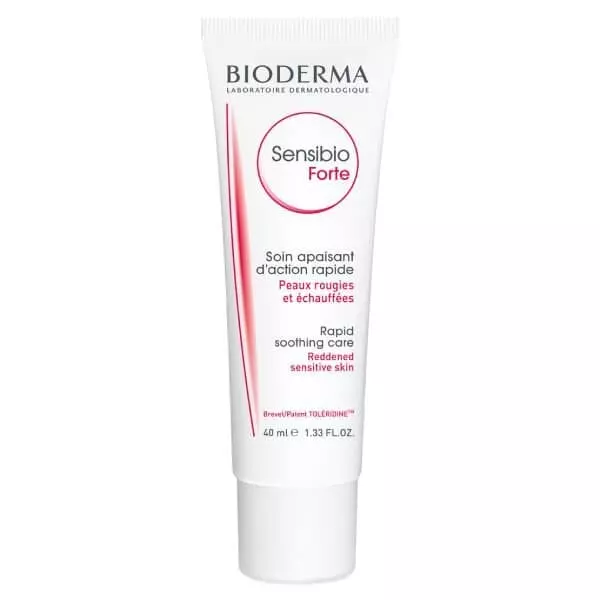 BIODERMA
LABORATOIRE DERMATOLOGIQUE
Sensibio
Forte
Soin apaisant
d'action rapide
Peaux rougies
et échauffées
Rapid
soothing care
Reddened
sensitive skin
Brevet/Patent TOLÉRIDINE™
40 ml ℮ 1.33 FL.OZ.